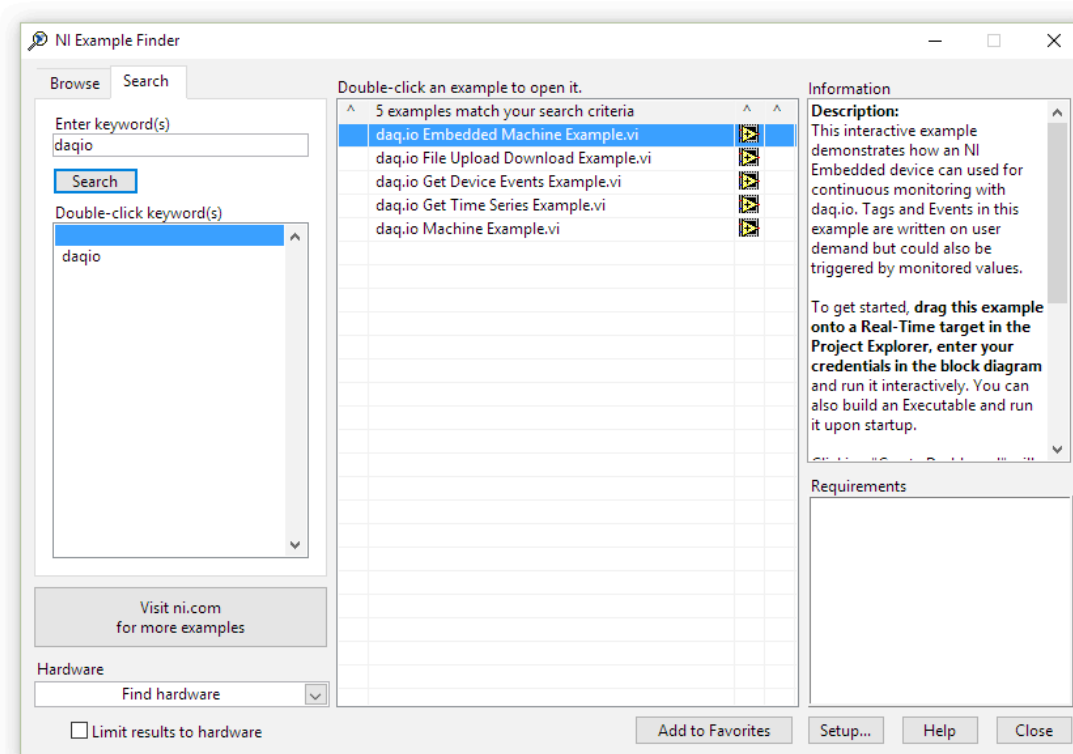 NI Example Finder
Browse
Search
Enter keyword(s)
daqio
Search
Double-click keyword(s)
daqio
Visit ni.com
for more examples
Hardware
Find hardware
Limit results to hardware
Double-click an example to open it.
5 examples match your search criteria
daq.io Embedded Machine Example.vi
daq.io File Upload Download Example.vi
daq.io Get Device Events Example.vi
daq.io Get Time Series Example.vi
daq.io Machine Example.vi
Information
Description:
This interactive example
demonstrates how an NI
Embedded device can used for
continuous monitoring with
daq.io. Tags and Events in this
example are written on user
demand but could also be
triggered by monitored values.
To get started, drag this example
onto a Real-Time target in the
Project Explorer, enter your
credentials in the block diagram
and run it interactively. You can
also build an Executable and run
it upon startup.
Requirements
Add to Favorites
Setup...
Help
Close